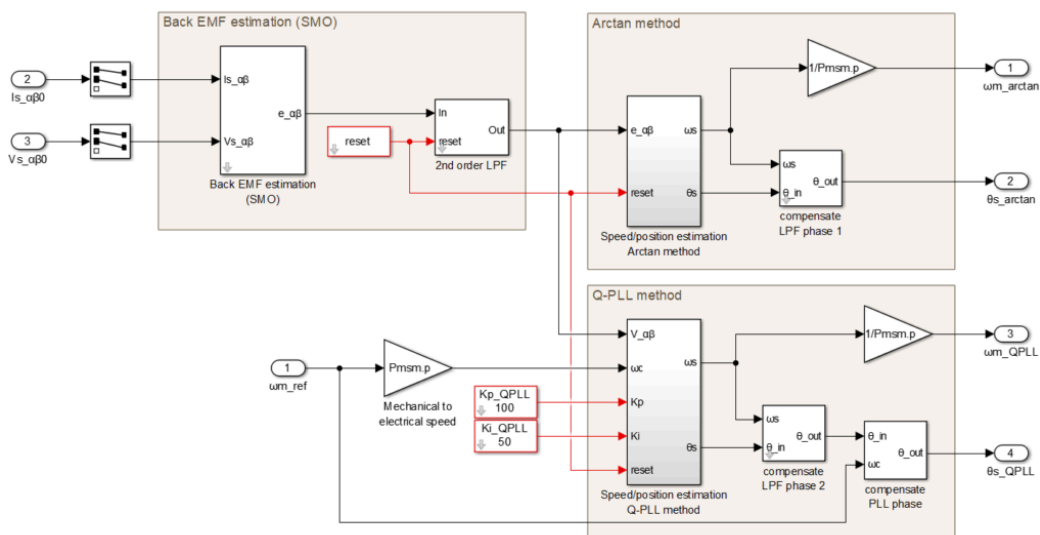 Back EMF estimation (SMO)
2
Is_αβ0
3
Vs_αβ0
Is_αβ
Vs_αβ
e_αβ
Back EMF estimation
(SMO)
reset
In
reset
Out
2nd order LPF
Arctan method
e_αβ
reset
ωs
θs
Speed/position estimation
Arctan method
1/Pmsm.p
ωs
θ_in
θ_out
compensate
LPF phase 1
1
ωm_arctan
2
θs_arctan
Q-PLL method
1
ωm_ref
Pmsm.p
Mechanical to
electrical speed
Kp_QPLL
100
Ki_QPLL
50
V_αβ
ωc
Kp
Ki
reset
ωs
θs
Speed/position estimation
Q-PLL method
1/Pmsm.p
ωs
θ_in
θ_out
compensate
LPF phase 2
θ_in
ωc
θ_out
compensate
PLL phase
3
ωm_QPLL
4
θs_QPLL